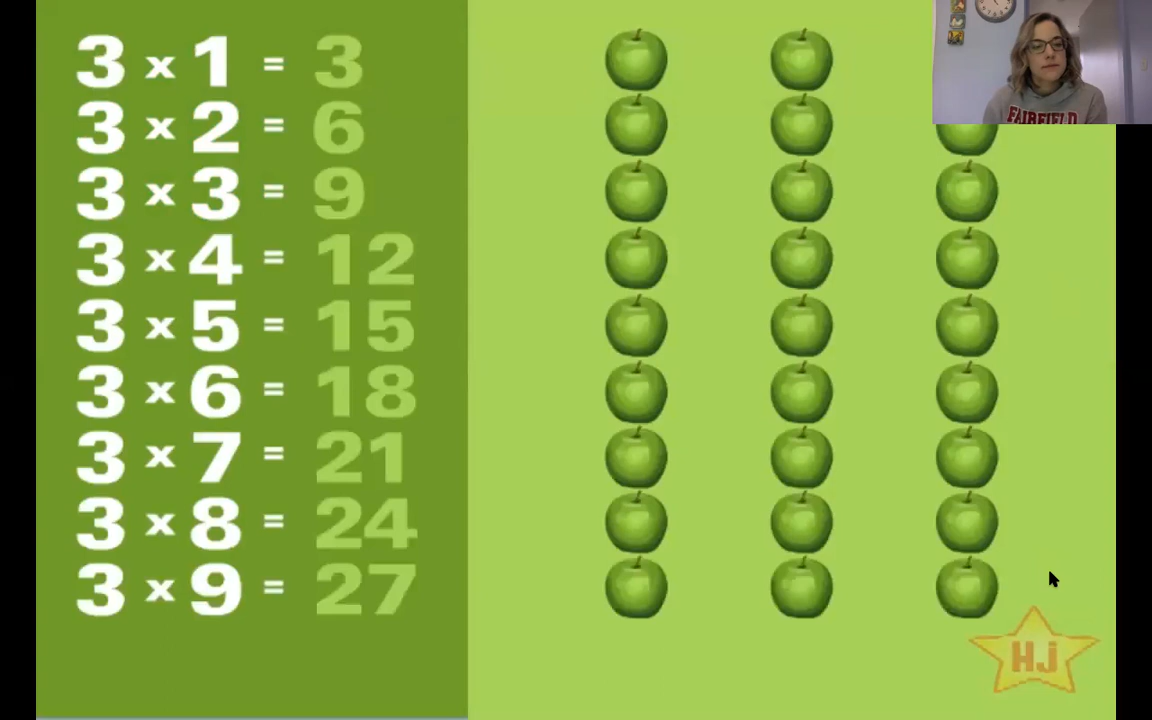 3 x 1 = 3
FAIRFIELD
3 x 2 = 6
3 x 3 = 9
3 x 4 = 12
3 x 5 = 15
3 x 6 = 18
3 x 7 = 21
3 x 8 = 24
3 x 9 = 27
HJ